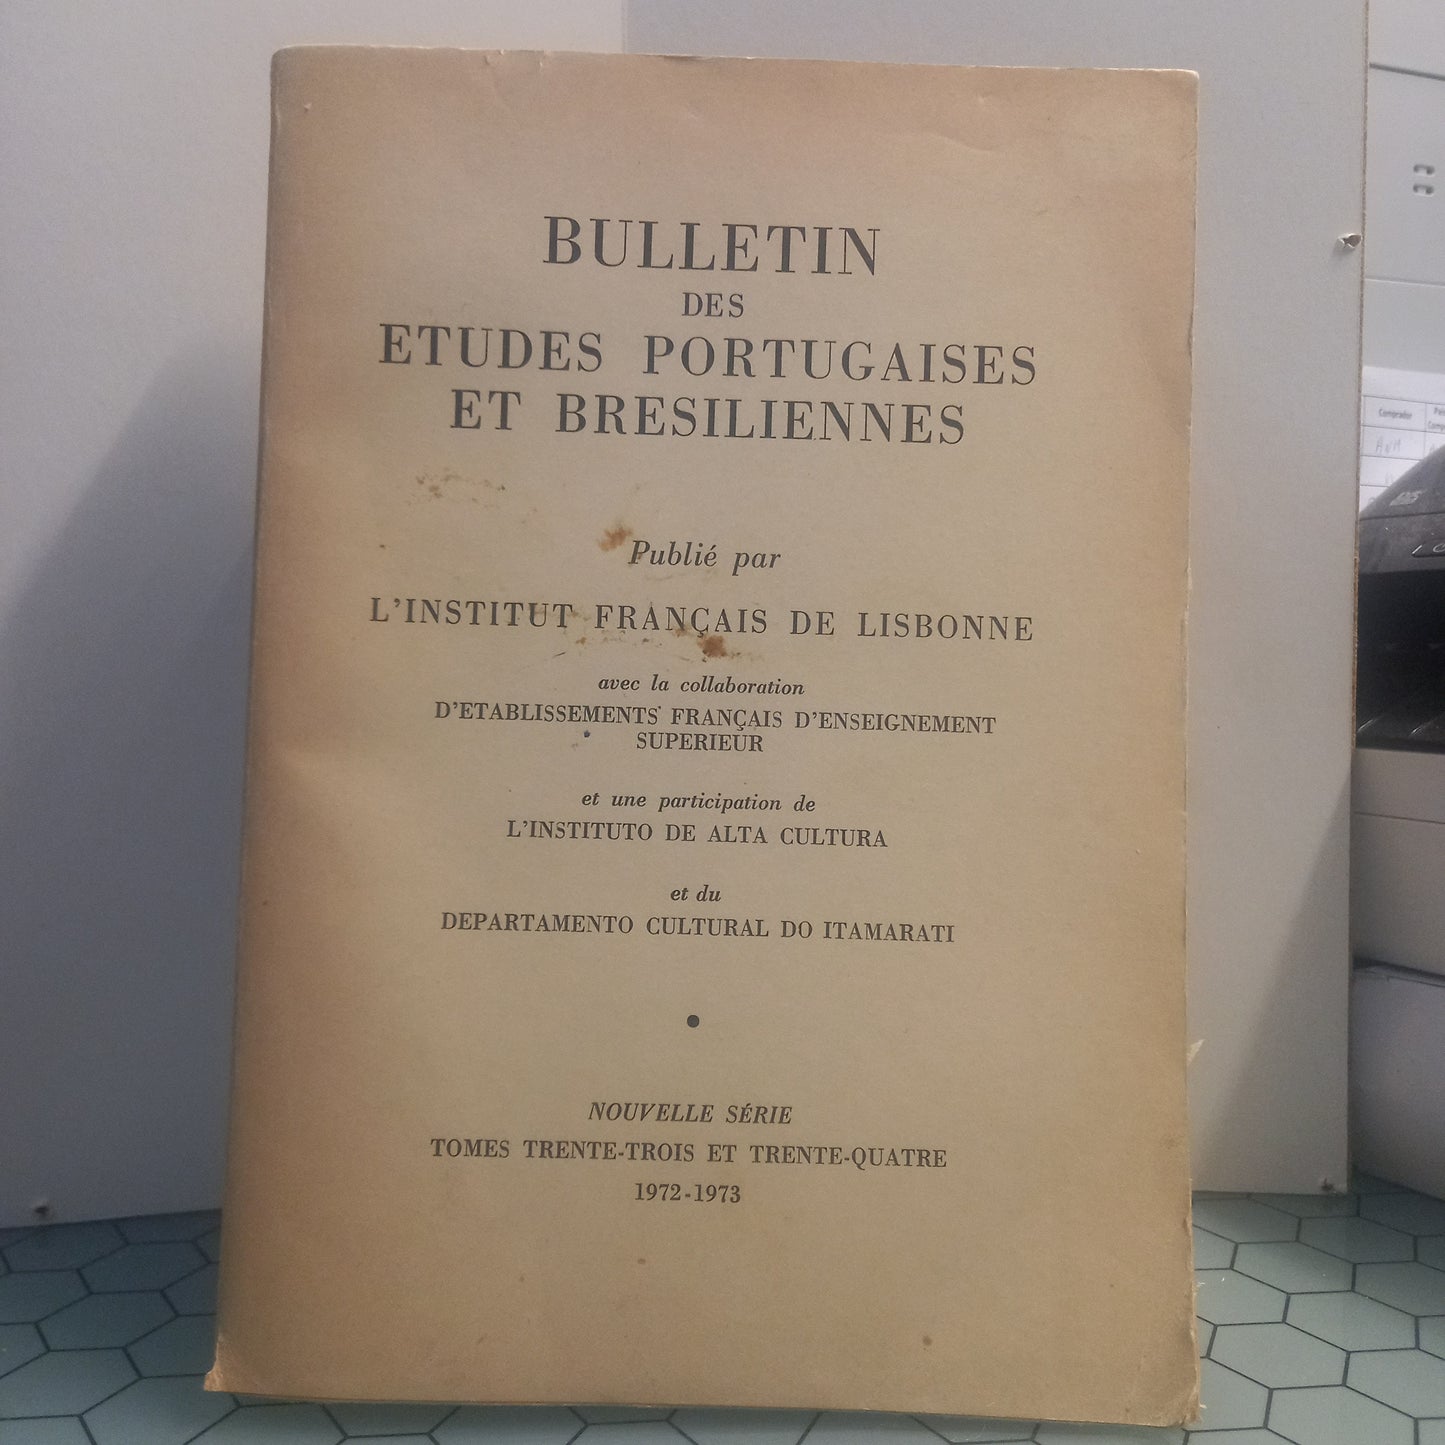 BULLETIN
DES
ETUDES PORTUGAISES
ET BRESILIENNES
Publié par
L'INSTITUT FRANÇAIS DE LISBONNE
avec la collaboration
D'ETABLISSEMENTS FRANÇAIS D'ENSEIGNEMENT
SUPERIEUR
et une participation de
L'INSTITUTO DE ALTA CULTURA
et du
DEPARTAMENTO CULTURAL DO ITAMARATI
NOUVELLE SÉRIE
TOMES TRENTE-TROIS ET TRENTE-QUATRE
1972-1973
Comprador